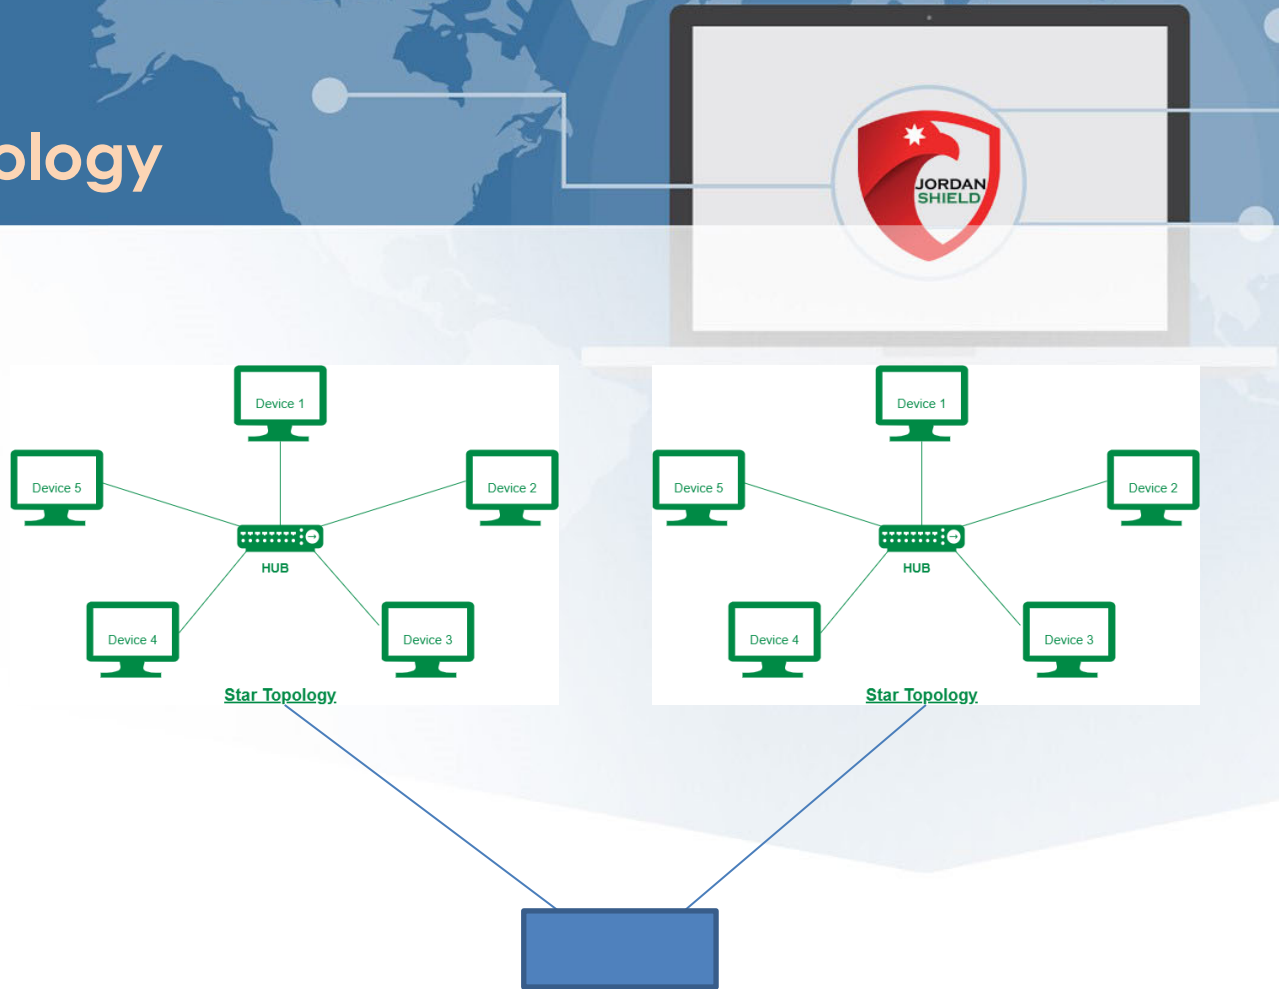 ology
JORDAN
SHIELD
Device 1
Device 5
Device 2
HUB
Device 4
Device 3
Star Topology
Device 1
Device 5
Device 2
HUB
Device 4
Device 3
Star Topology